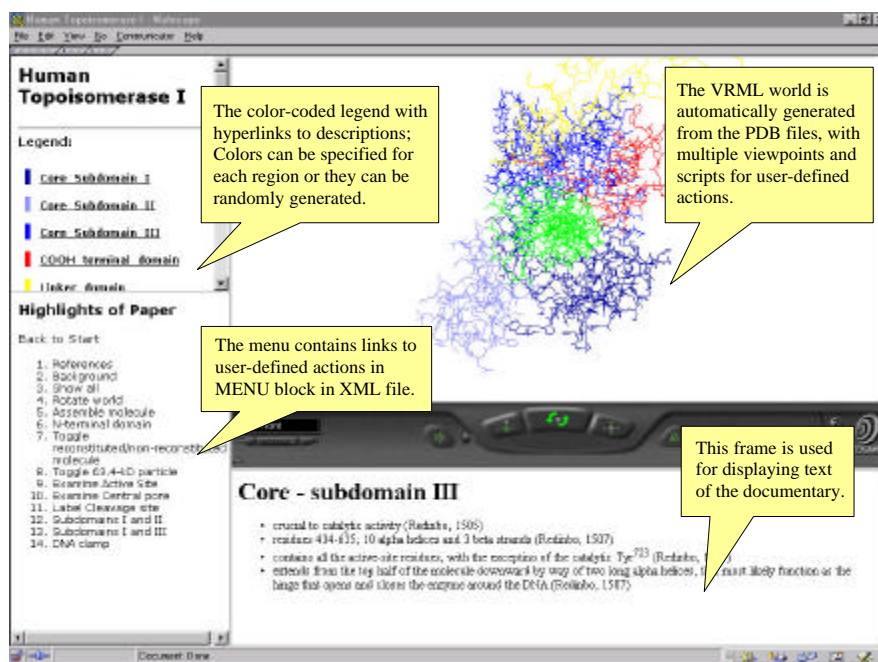 Human Topoisomerase I - Netscape
File Edit View Go Communicator Help
Human
Topoisomerase I
Legend:
Core Subdomain I
Core Subdomain II
Core Subdomain III
COOH terminal domain
Linker domain
The color-coded legend with
hyperlinks to descriptions;
Colors can be specified for
each region or they can be
randomly generated.
The VRML world is
automatically generated
from the PDB files, with
multiple viewpoints and
scripts for user-defined
actions.
Highlights of Paper
Back to Start
1. References
2. Background
3. Show all
4. Rotate world
5. Assemble molecule
6. N-terminal domain
7. Toggle
reconstituted/non-reconstituted
molecule
8. Toggle 63.4-kD particle
9. Examine Active Site
10. Examine Central pore
11. Label Cleavage site
12. Subdomains I and II
13. Subdomains I and III
14. DNA clamp
The menu contains links to
user-defined actions in
MENU block in XML file.
This frame is used
for displaying text
of the documentary.
Core - subdomain III
• crucial to catalytic activity (Redinbo, 1505)
• residues 434-635, 10 alpha helices and 3 beta strands (Redinbo, 1507)
• contains all the active-site residues, with the exception of the catalytic Tyr723 (Redinbo,
• extends from the top half of the molecule downward by way of two long alpha helices, most likely function as the
hinge that opens and closes the enzyme around the DNA (Redinbo, 1507)
Document: Done